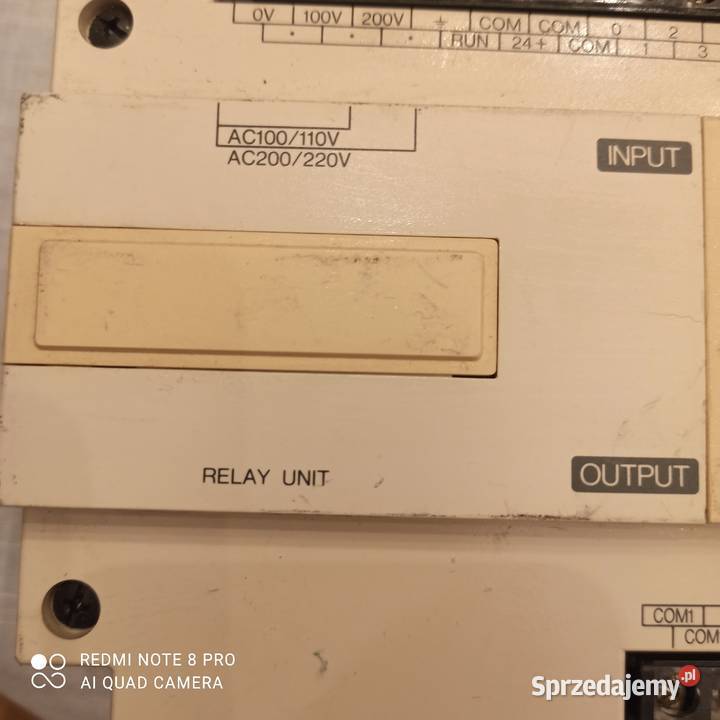 0V 100V 200V ⏚ COM COM 0 2
• • • RUN 24+ COM 1 3
AC100/110V
AC200/220V
INPUT
RELAY UNIT
OUTPUT
COM1
COM
REDMI NOTE 8 PRO
AI QUAD CAMERA
Sprzedajemy.pl